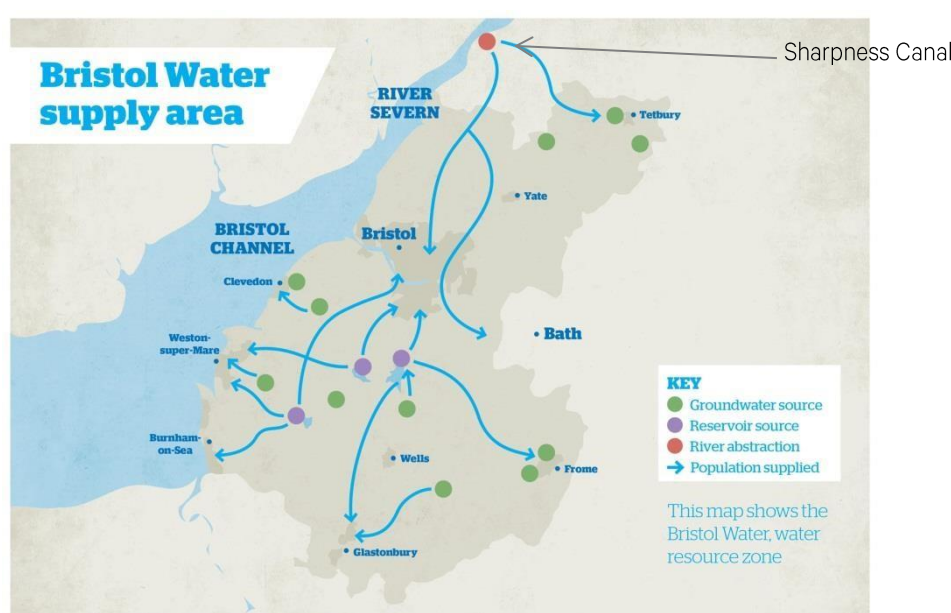 Bristol Water
supply area
Sharpness Canal
RIVER
SEVERN
Tetbury
Yate
BRISTOL
CHANNEL
Bristol
Clevedon
Weston-
super-Mare
Bath
Burnham-
on-Sea
Wells
Frome
Glastonbury
KEY
Groundwater source
Reservoir source
River abstraction
Population supplied
This map shows the
Bristol Water, water
resource zone